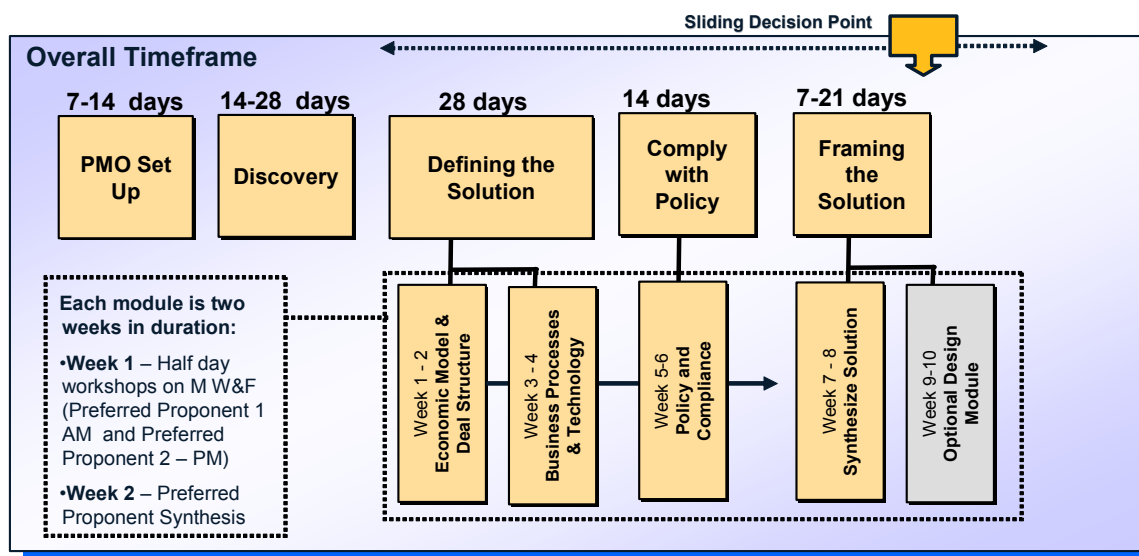 Sliding Decision Point
Overall Timeframe
7-14 days
14-28 days
28 days
14 days
7-21 days
PMO Set
Up
Discovery
Defining the
Solution
Comply
with
Policy
Framing
the
Solution
Each module is two
weeks in duration:
•Week 1 – Half day
workshops on M W&F
(Preferred Proponent 1
AM and Preferred
Proponent 2 – PM)
•Week 2 – Preferred
Proponent Synthesis
Week 1 - 2
Economic Model &
Deal Structure
Week 3 - 4
Business Processes
& Technology
Week 5-6
Policy and
Compliance
Week 7 - 8
Synthesize Solution
Week 9-10
Optional Design
Module